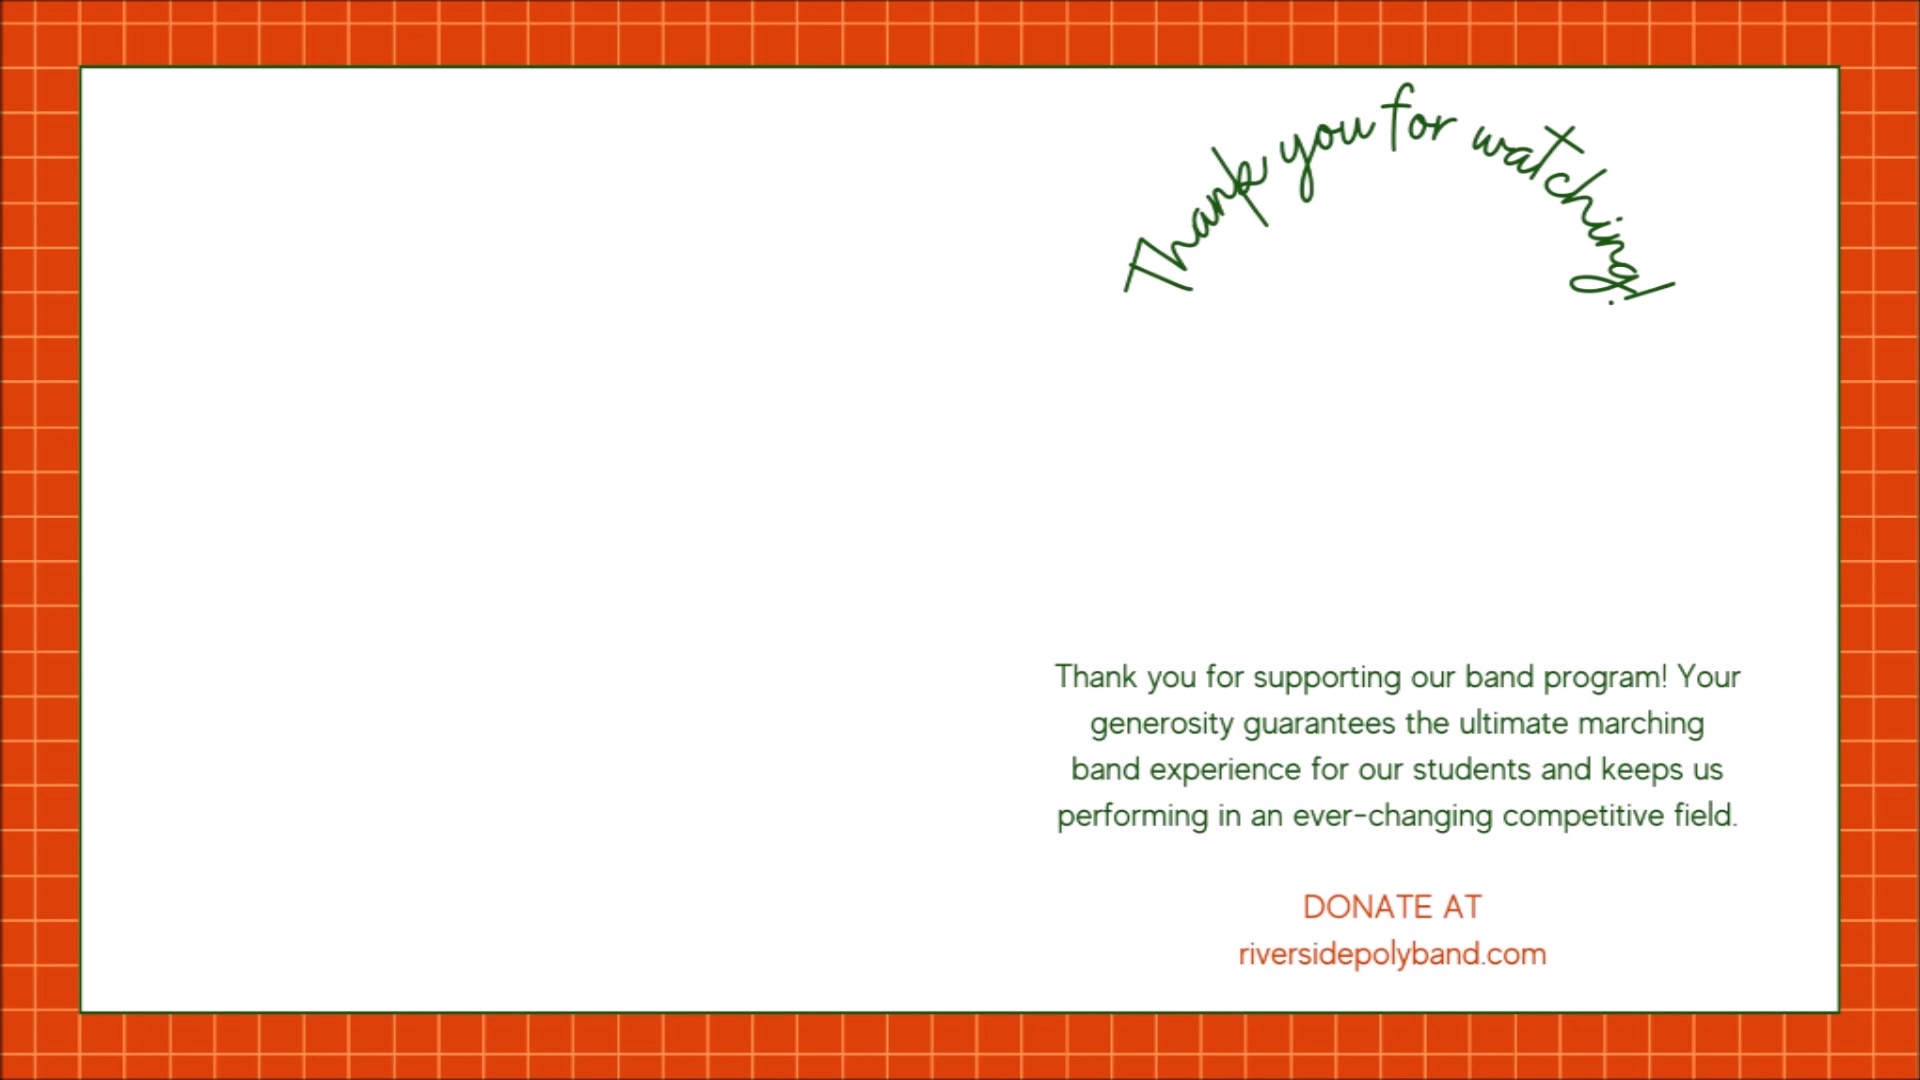 Thank you for watching!
Thank you for supporting our band program! Your
generosity guarantees the ultimate marching
band experience for our students and keeps us
performing in an ever-changing competitive field.
DONATE AT
riversidepolyband.com